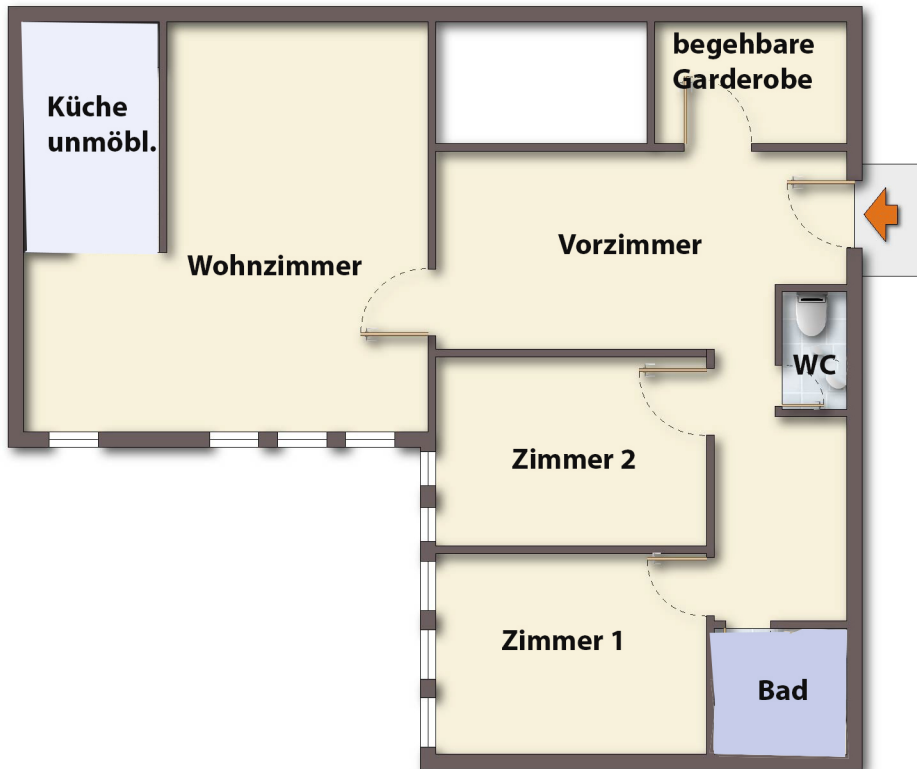 begehbare
Garderobe
Küche
unmöbl.
Vorzimmer
Wohnzimmer
WC
Zimmer 2
Zimmer 1
Bad